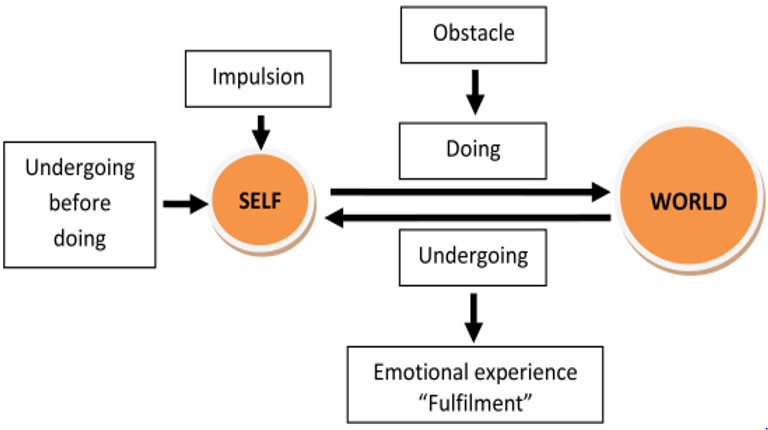 Obstacle
Impulsion
Doing
Undergoing
before
doing
SELF
WORLD
Undergoing
Emotional experience
“Fulfilment”